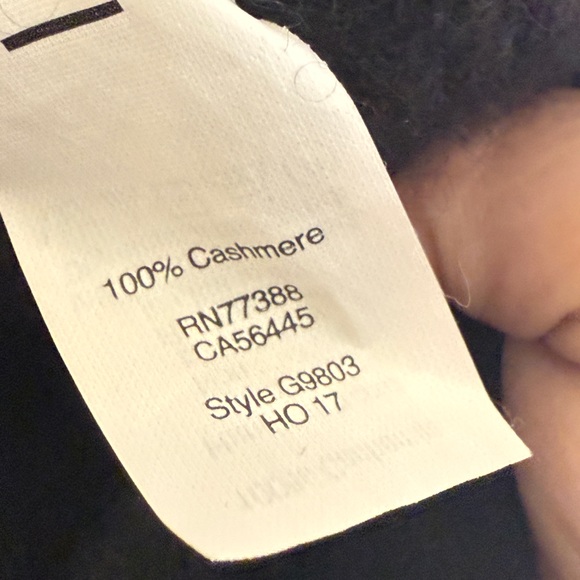 100% Cashmere
RN77388
CA56445
Style G9803
HO 17